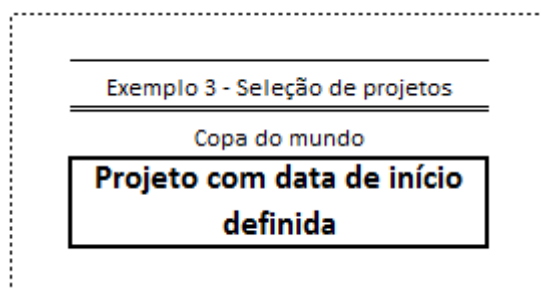 Exemplo 3 - Seleção de projetos
Copa do mundo
Projeto com data de início
definida